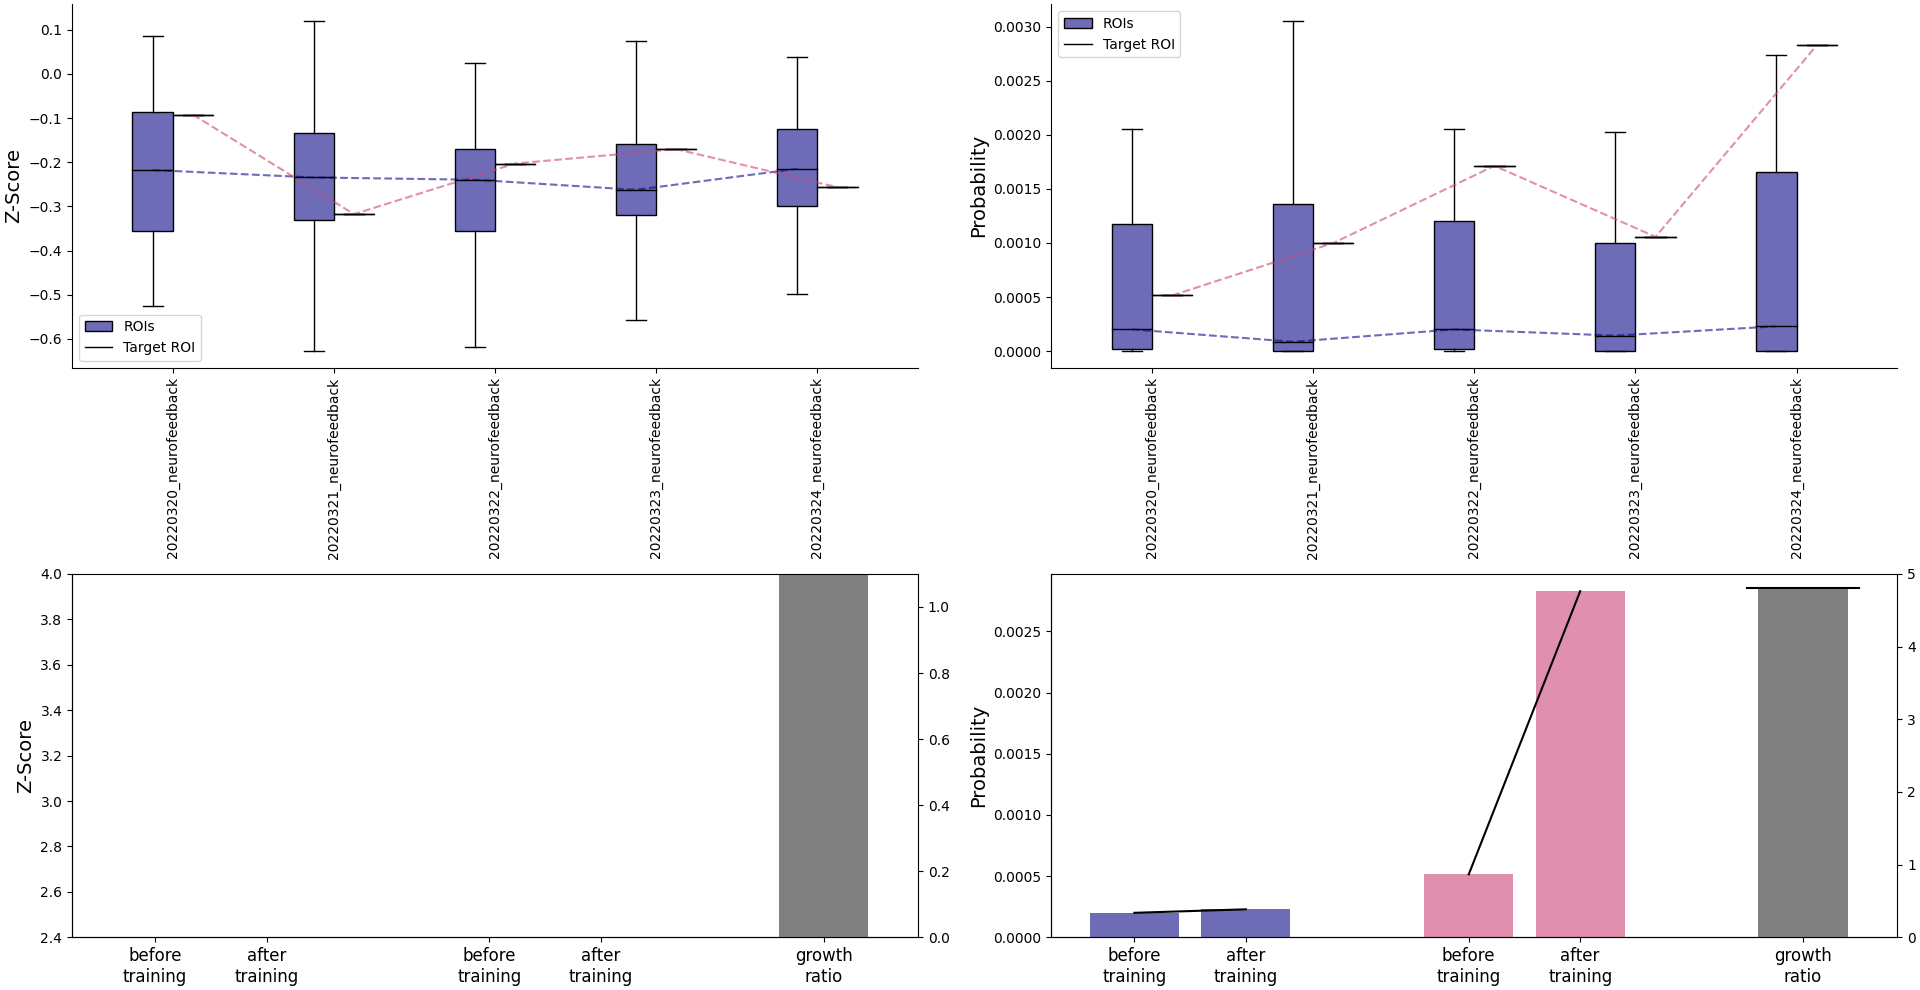 0.1
0.0
−0.1
−0.2
−0.3
−0.4
−0.5
−0.6
Z-Score
ROIs
Target ROI
20220320_neurofeedback
20220321_neurofeedback
20220322_neurofeedback
20220323_neurofeedback
20220324_neurofeedback
0.0030
0.0025
0.0020
0.0015
0.0010
0.0005
0.0000
Probability
ROIs
Target ROI
20220320_neurofeedback
20220321_neurofeedback
20220322_neurofeedback
20220323_neurofeedback
20220324_neurofeedback
4.0
3.8
3.6
3.4
3.2
3.0
2.8
2.6
2.4
Z-Score
1.0
0.8
0.6
0.4
0.2
0.0
before
training
after
training
before
training
after
training
growth
ratio
0.0025
0.0020
0.0015
0.0010
0.0005
0.0000
Probability
5
4
3
2
1
0
before
training
after
training
before
training
after
training
growth
ratio